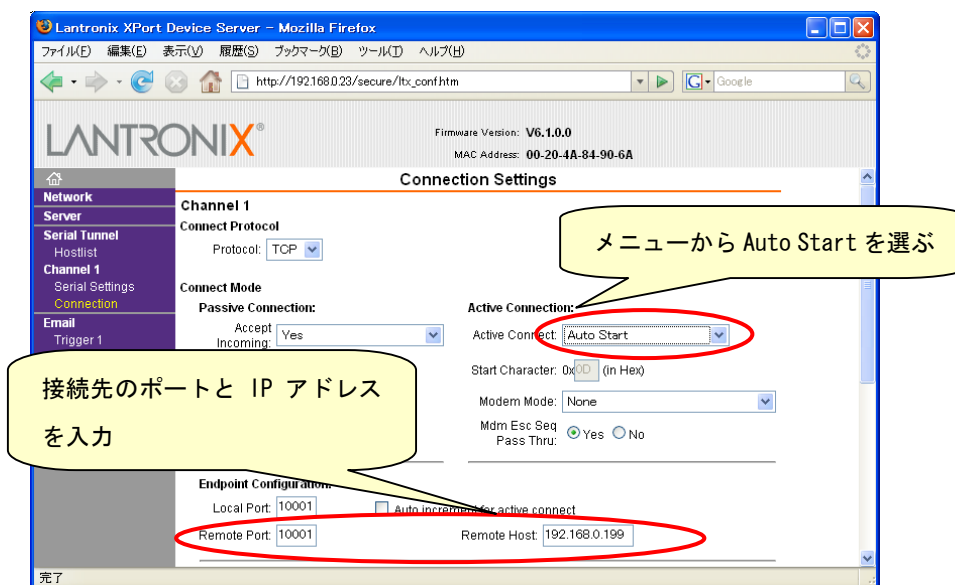 Lantronix XPort Device Server - Mozilla Firefox
ファイル(F) 編集(E) 表示(V) 履歴(S) ブックマーク(B) ツール(T) ヘルプ(H)
http://192.168.0.23/secure/ltx_conf.htm
G Google
LANTRONIX®
Firmware Version: V6.1.0.0
MAC Address: 00-20-4A-84-90-6A
Connection Settings
Network
Server
Serial Tunnel
Hostlist
Channel 1
Serial Settings
Connection
Email
Trigger 1
Channel 1
Connect Protocol
Protocol: TCP
メニューから Auto Start を選ぶ
Connect Mode
Passive Connection:
Accept Incoming: Yes
Active Connection:
Active Connect: Auto Start
Start Character: 0x 0D (in Hex)
Modem Mode: None
Mdm Esc Seq Pass Thru: Yes No
接続先のポートと IP アドレス
を入力
Endpoint Configuration:
Local Port: 10001 Auto increment for active connect
Remote Port: 10001 Remote Host: 192.168.0.199
完了